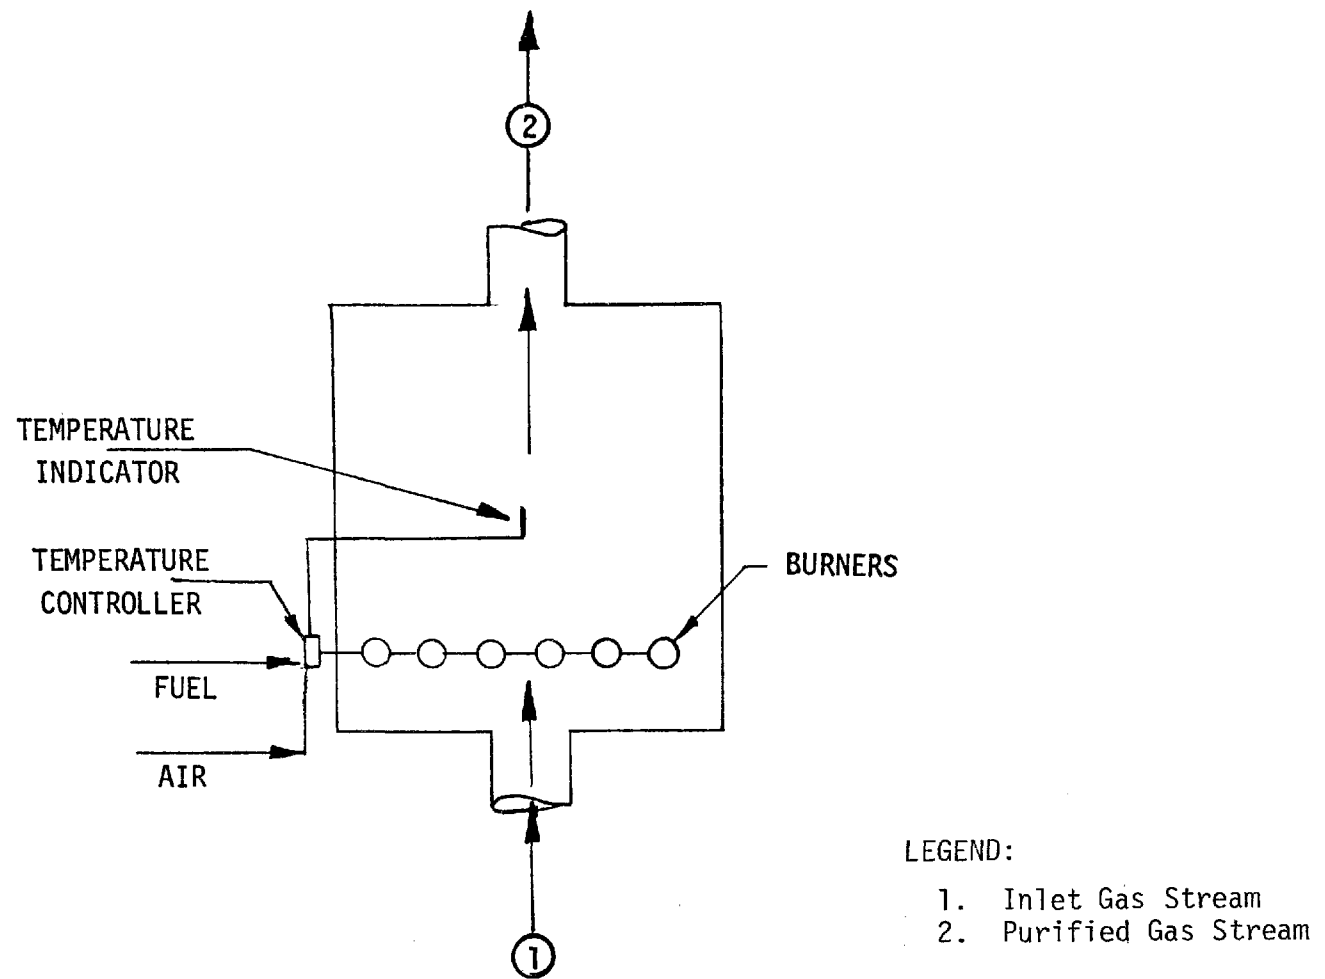 2
TEMPERATURE
INDICATOR
TEMPERATURE
CONTROLLER
BURNERS
FUEL
AIR
LEGEND:
1. Inlet Gas Stream
2. Purified Gas Stream
1